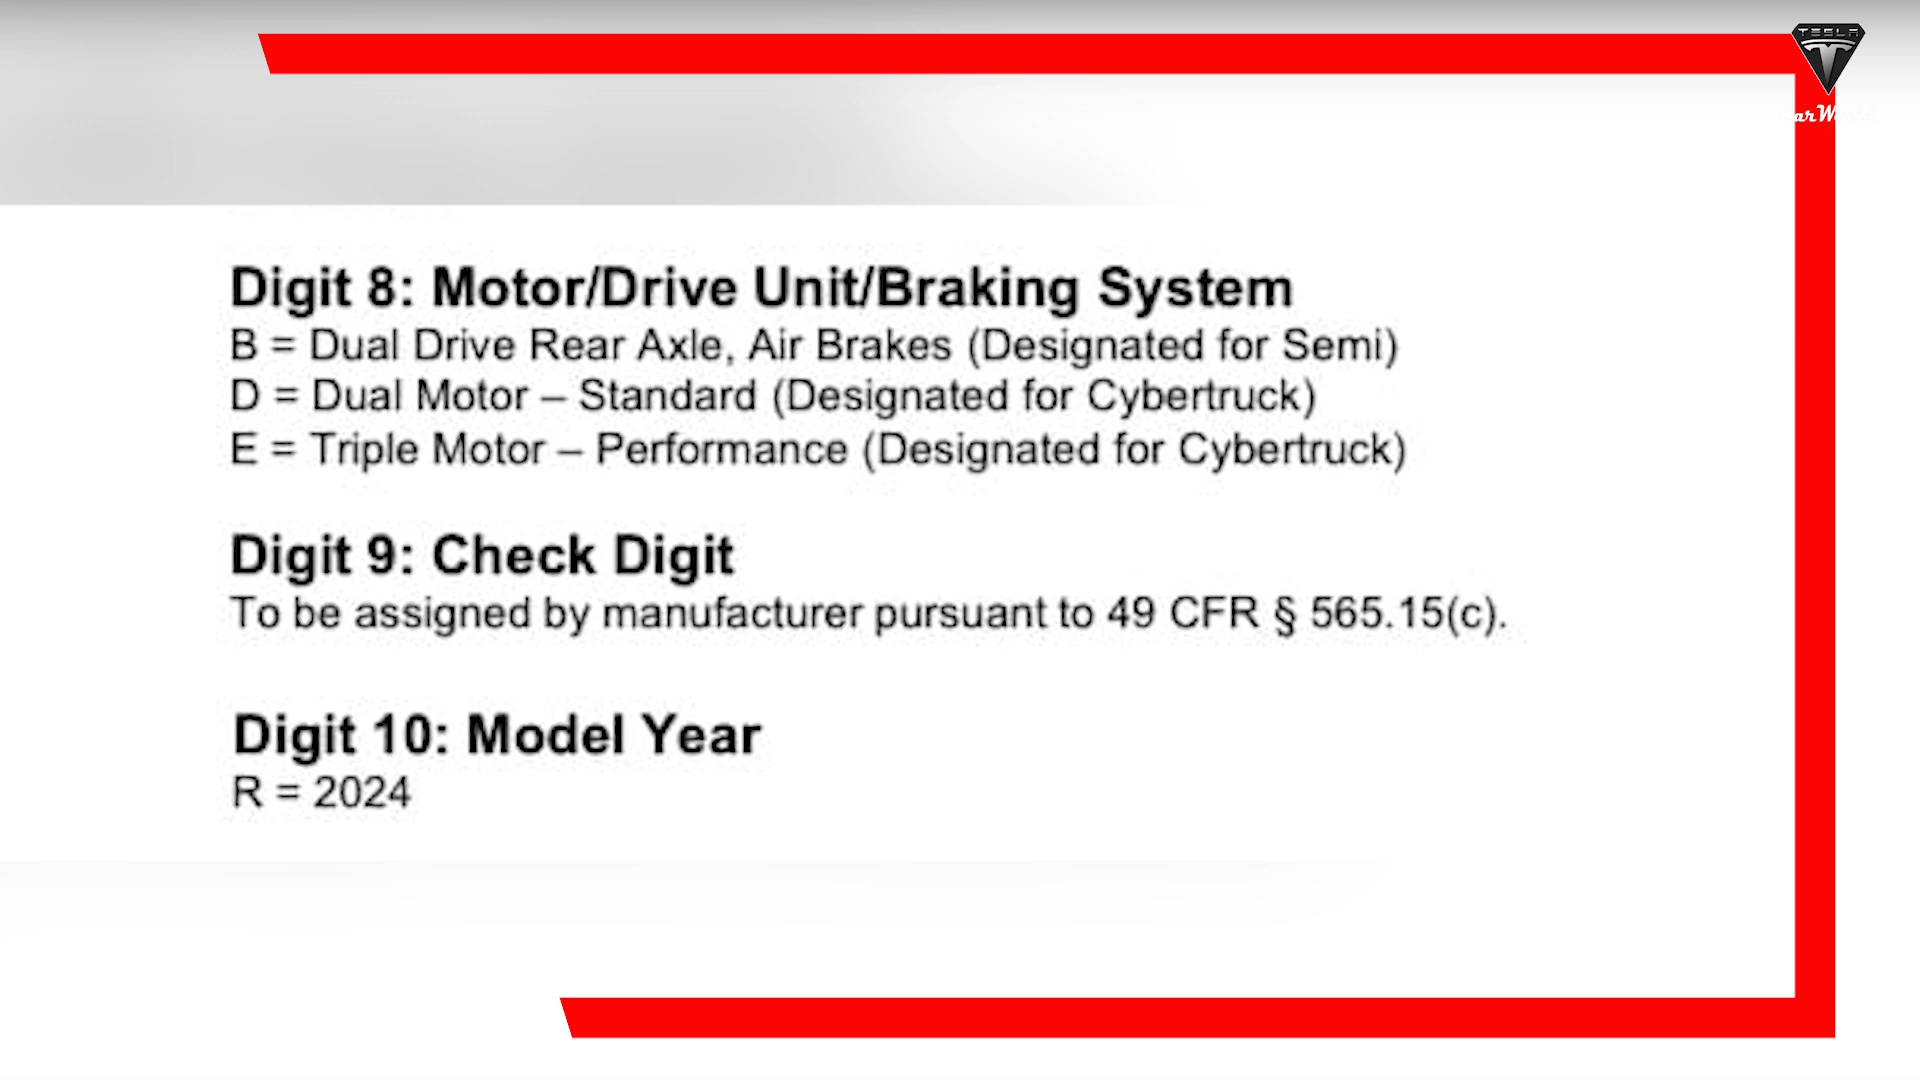 TESLA
Digit 8: Motor/Drive Unit/Braking System
B = Dual Drive Rear Axle, Air Brakes (Designated for Semi)
D = Dual Motor – Standard (Designated for Cybertruck)
E = Triple Motor – Performance (Designated for Cybertruck)
Digit 9: Check Digit
To be assigned by manufacturer pursuant to 49 CFR § 565.15(c).
Digit 10: Model Year
R = 2024